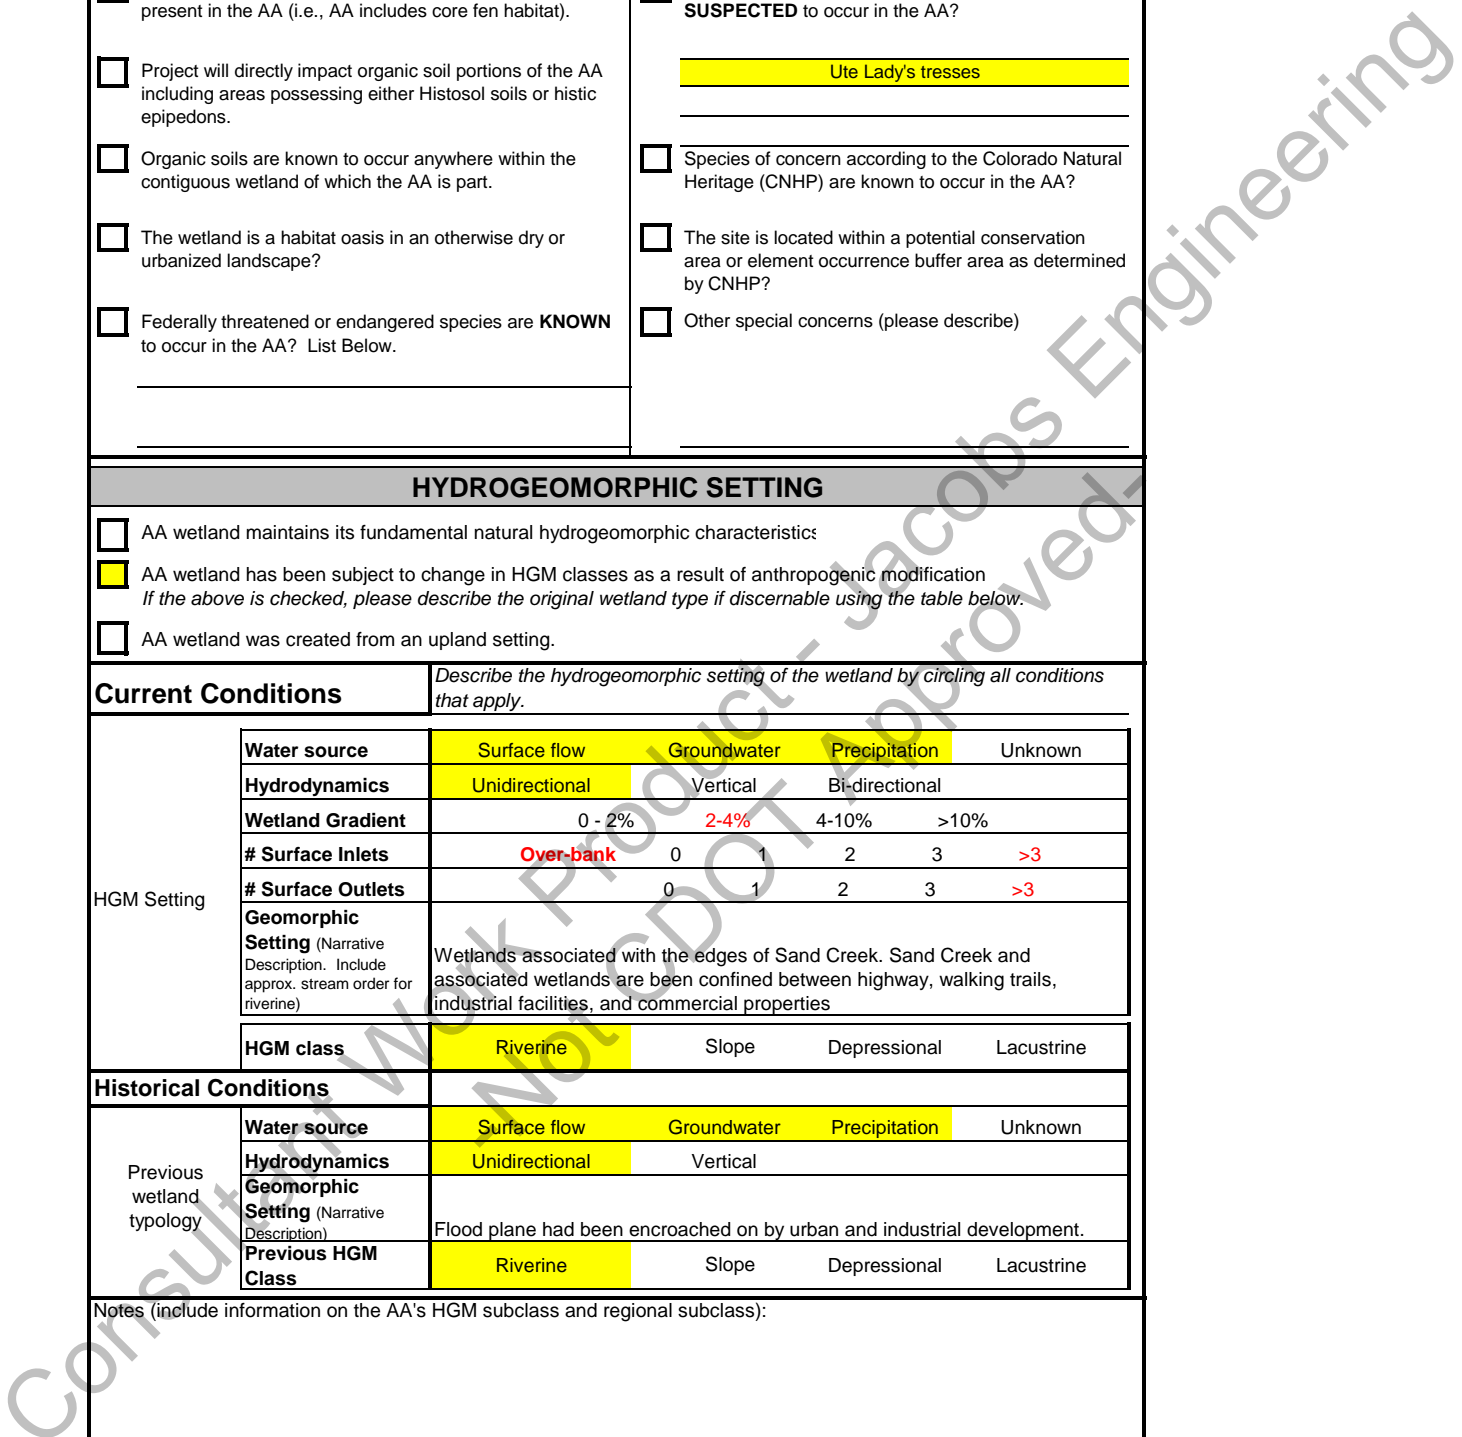 present in the AA (i.e., AA includes core fen habitat).
Project will directly impact organic soil portions of the AA
including areas possessing either Histosol soils or histic
epipedons.
Organic soils are known to occur anywhere within the
contiguous wetland of which the AA is part.
The wetland is a habitat oasis in an otherwise dry or
urbanized landscape?
Federally threatened or endangered species are KNOWN
to occur in the AA?  List Below.
SUSPECTED to occur in the AA?
Ute Lady's tresses
Species of concern according to the Colorado Natural
Heritage (CNHP) are known to occur in the AA?
The site is located within a potential conservation
area or element occurrence buffer area as determined
by CNHP?
Other special concerns (please describe)
HYDROGEOMORPHIC SETTING
AA wetland maintains its fundamental natural hydrogeomorphic characteristics
AA wetland has been subject to change in HGM classes as a result of anthropogenic modification
If the above is checked, please describe the original wetland type if discernable using the table below.
AA wetland was created from an upland setting.
Current Conditions
Describe the hydrogeomorphic setting of the wetland by circling all conditions
that apply.
HGM Setting
Water source Surface flow Groundwater Precipitation Unknown
Hydrodynamics Unidirectional Vertical Bi-directional
Wetland Gradient 0 - 2% 2-4% 4-10% >10%
# Surface Inlets Over-bank 0 1 2 3 >3
# Surface Outlets 0 1 2 3 >3
Geomorphic
Setting (Narrative
Description.  Include
approx. stream order for
riverine)
Wetlands associated with the edges of Sand Creek. Sand Creek and
associated wetlands are been confined between highway, walking trails,
industrial facilities, and commercial properties
HGM class Riverine Slope Depressional Lacustrine
Historical Conditions
Previous
wetland
typology
Water source Surface flow Groundwater Precipitation Unknown
Hydrodynamics Unidirectional Vertical
Geomorphic
Setting (Narrative
Description)
Flood plane had been encroached on by urban and industrial development.
Previous HGM
Class
Riverine Slope Depressional Lacustrine
Notes (include information on the AA's HGM subclass and regional subclass):
Consultant Work Product - Jacobs Engineering
-Not CDOT Approved-